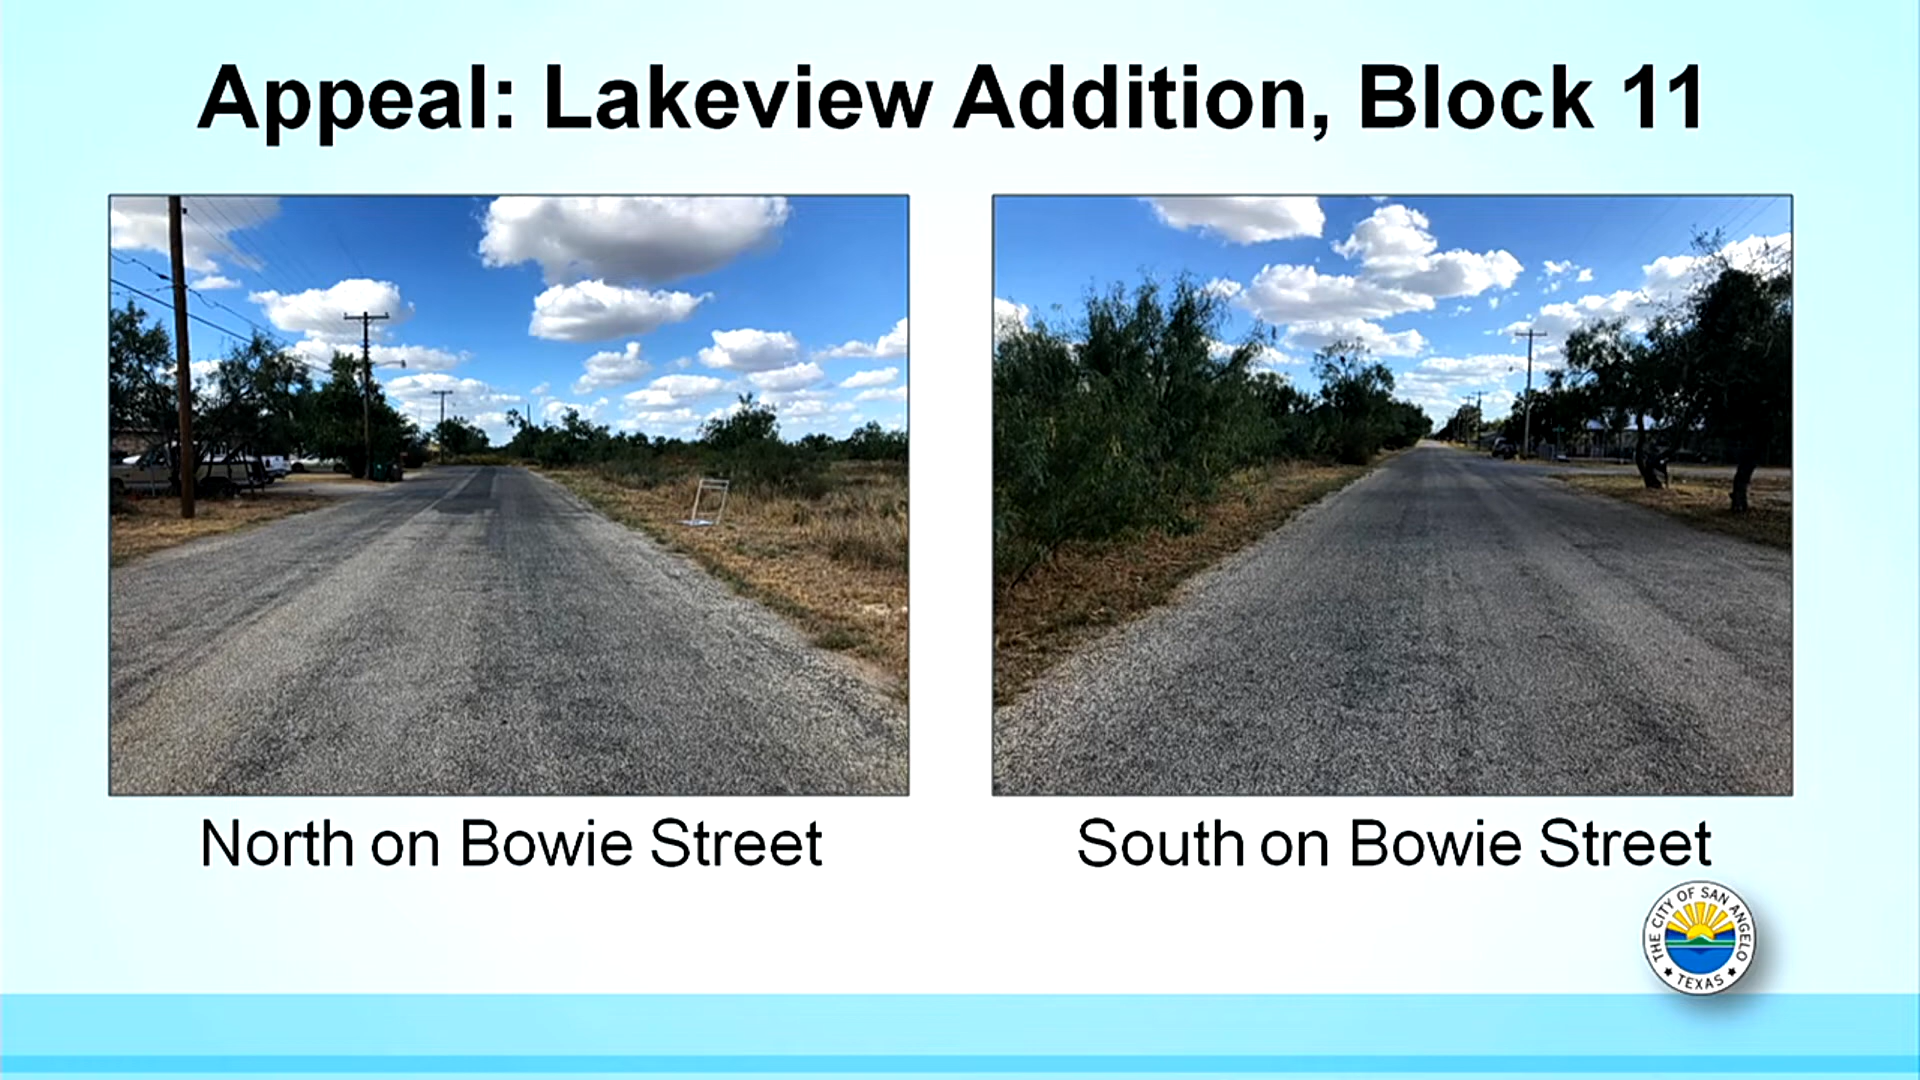 Appeal: Lakeview Addition, Block 11
North on Bowie Street
South on Bowie Street
THE CITY OF SAN ANGELO
TEXAS